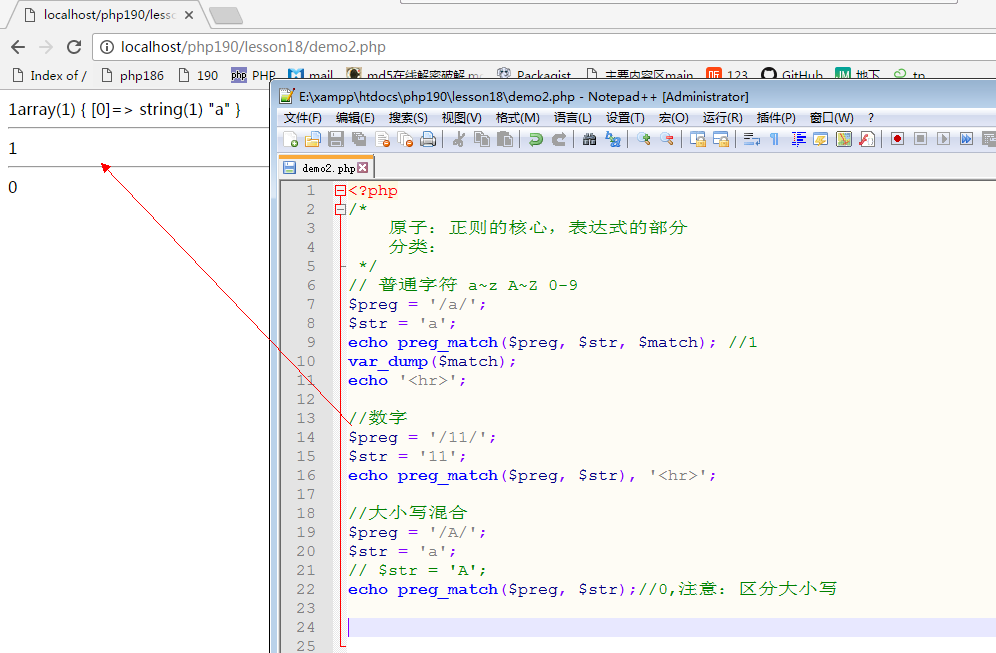 localhost/php190/less
localhost/php190/lesson18/demo2.php
Index of /
php186
190
php
PHP
mail
md5在线解密破解
Packagist
主要内容区main
123
GitHub
JM
地下
tp
1array(1) { [0]=> string(1) "a" }
1
0
E:\xampp\htdocs\php190\lesson18\demo2.php - Notepad++ [Administrator]
文件(F) 编辑(E) 搜索(S) 视图(V) 格式(M) 语言(L) 设置(T) 宏(O) 运行(R) 插件(P) 窗口(W) ?
demo2.php
1 <?php
2 /*
3 原子：正则的核心，表达式的部分
4 分类：
5 */
6 // 普通字符 a~z A~Z 0-9
7 $preg = '/a/';
8 $str = 'a';
9 echo preg_match($preg, $str, $match); //1
10 var_dump($match);
11 echo '<hr>';
12
13 //数字
14 $preg = '/11/';
15 $str = '11';
16 echo preg_match($preg, $str), '<hr>';
17
18 //大小写混合
19 $preg = '/A/';
20 $str = 'a';
21 // $str = 'A';
22 echo preg_match($preg, $str);//0,注意：区分大小写
23
24
25